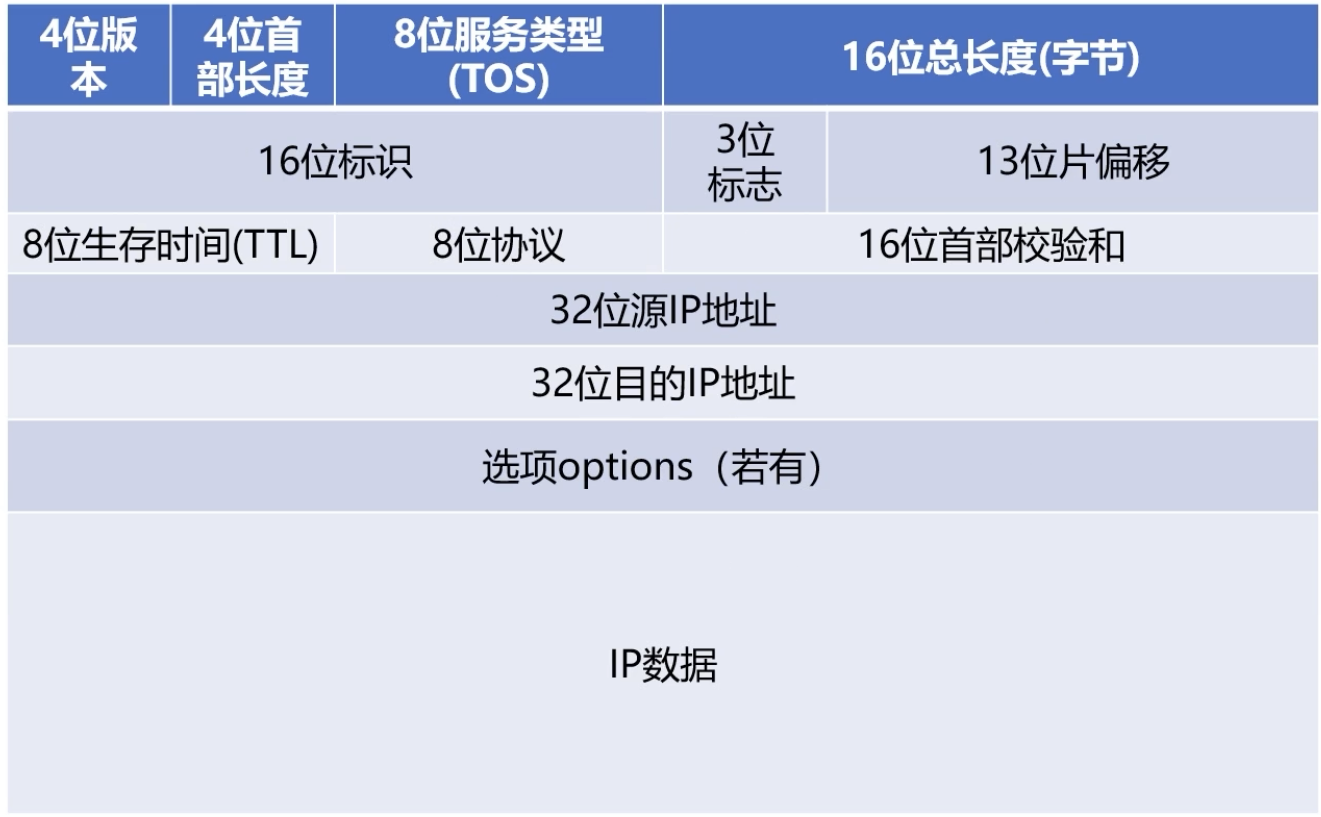 4位版
本
4位首
部长度
8位服务类型
(TOS)
16位总长度(字节)
16位标识
3位
标志
13位片偏移
8位生存时间(TTL)
8位协议
16位首部校验和
32位源IP地址
32位目的IP地址
选项options（若有）
IP数据